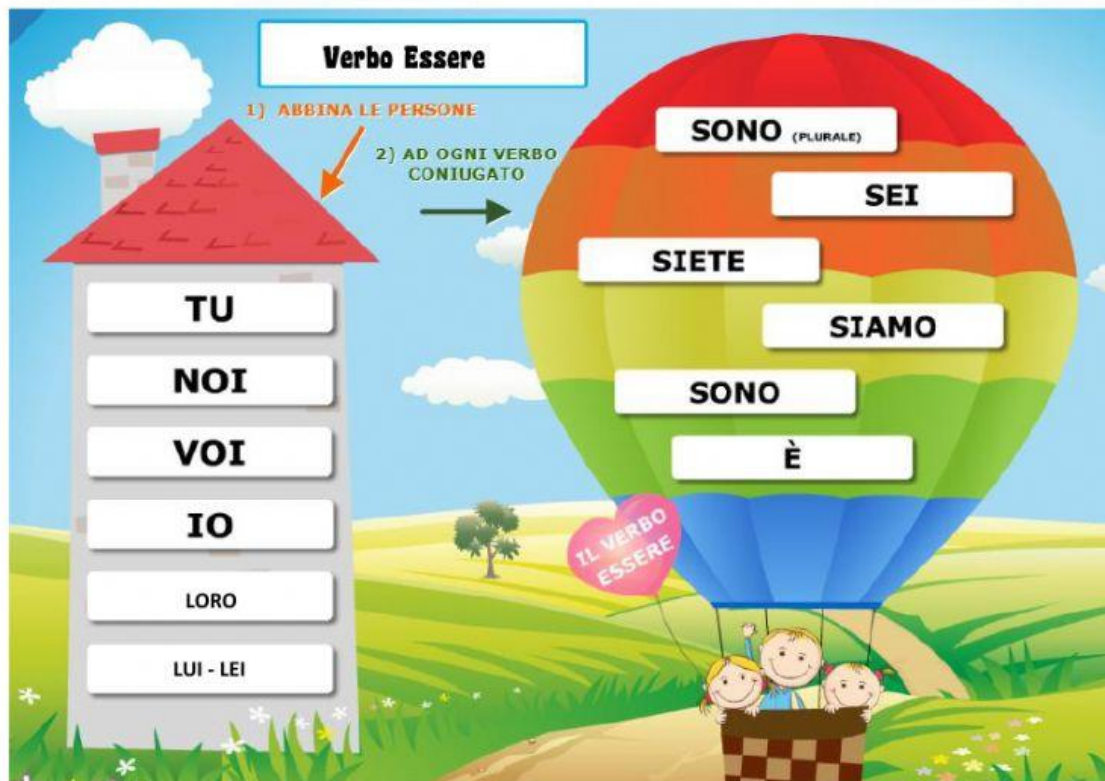 Verbo Essere
1) ABBINA LE PERSONE
2) AD OGNI VERBO
CONIUGATO
TU
NOI
VOI
IO
LORO
LUI - LEI
SONO (PLURALE)
SEI
SIETE
SIAMO
SONO
È
IL VERBO
ESSERE